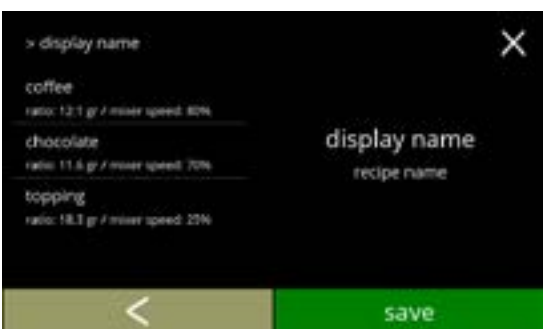 > display name
coffee
ratio: 12.1 gr / mixer speed: 80%
chocolate
ratio: 11.6 gr / mixer speed: 70%
topping
ratio: 18.3 gr / mixer speed: 25%
display name
recipe name
save